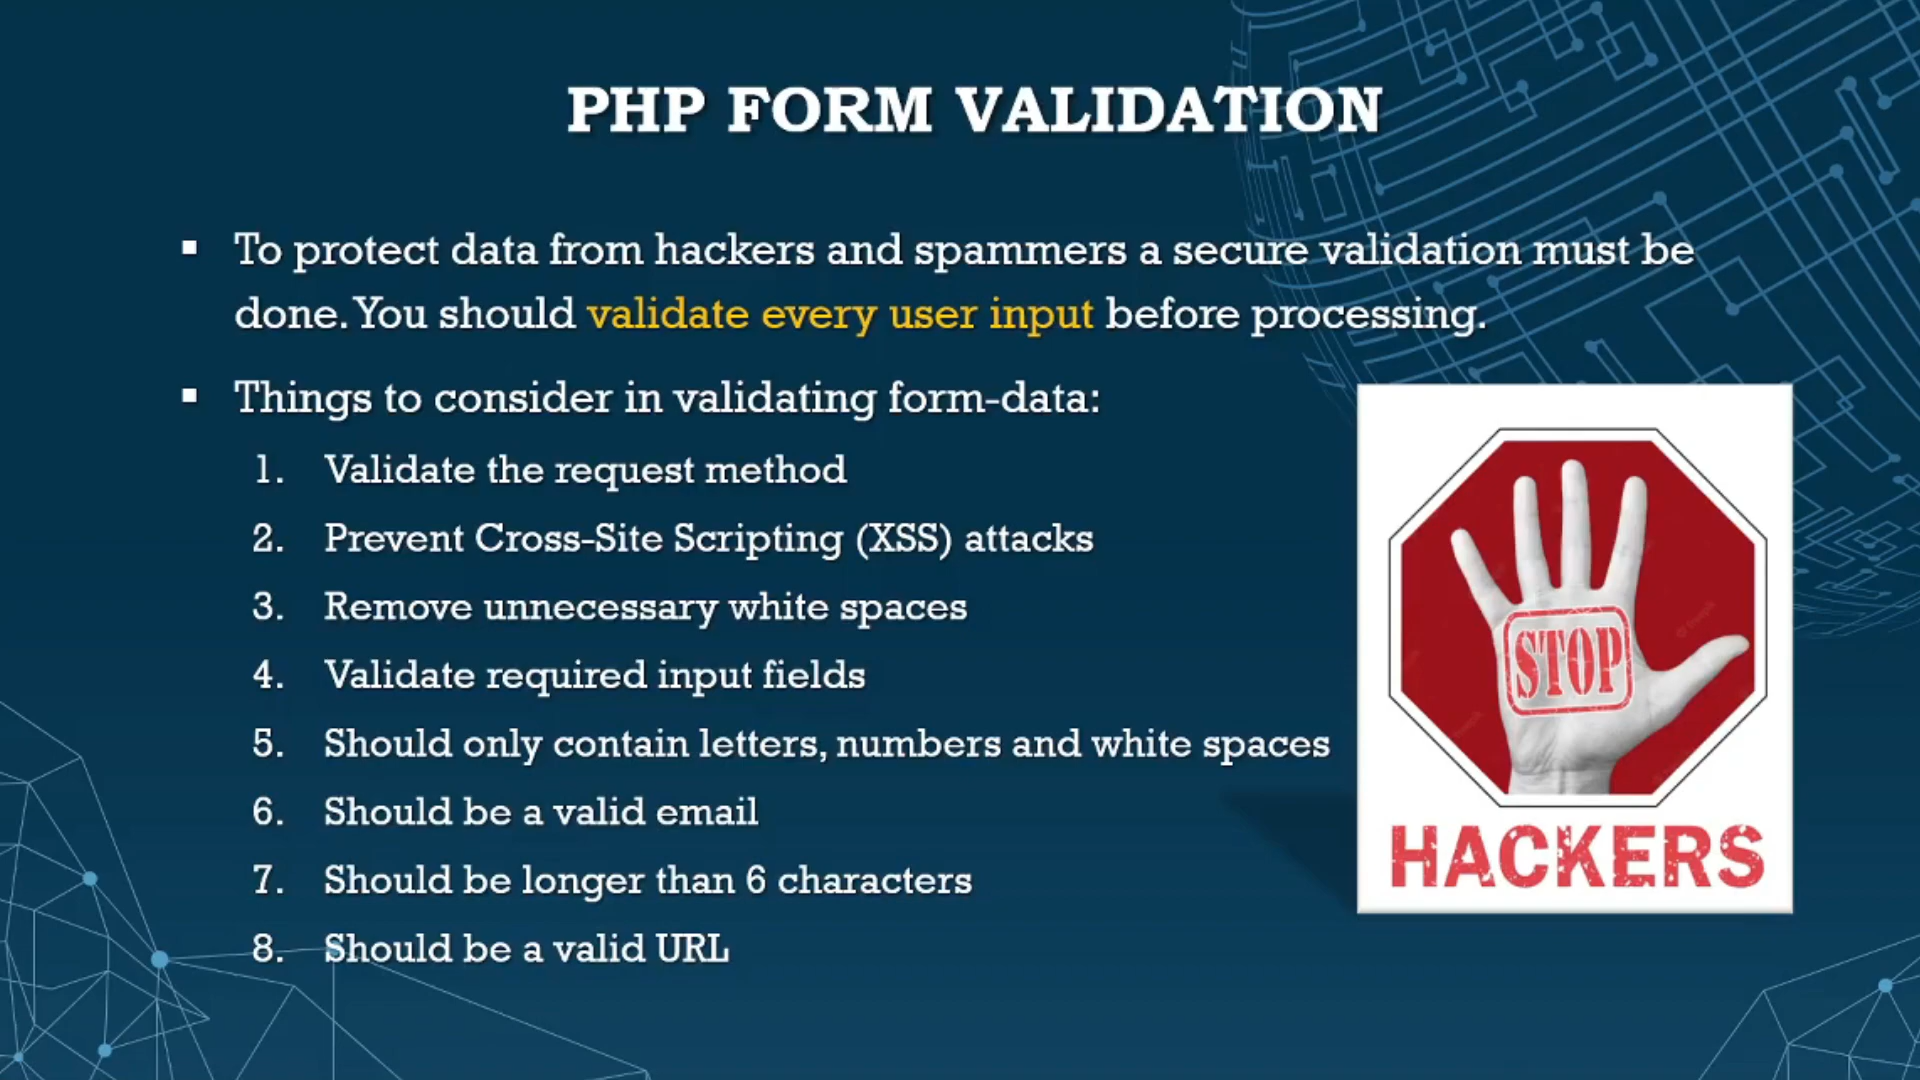 PHP FORM VALIDATION
▪ To protect data from hackers and spammers a secure validation must be
done. You should validate every user input before processing.
▪ Things to consider in validating form-data:
1. Validate the request method
2. Prevent Cross-Site Scripting (XSS) attacks
3. Remove unnecessary white spaces
4. Validate required input fields
5. Should only contain letters, numbers and white spaces
6. Should be a valid email
7. Should be longer than 6 characters
8. Should be a valid URL
STOP
HACKERS